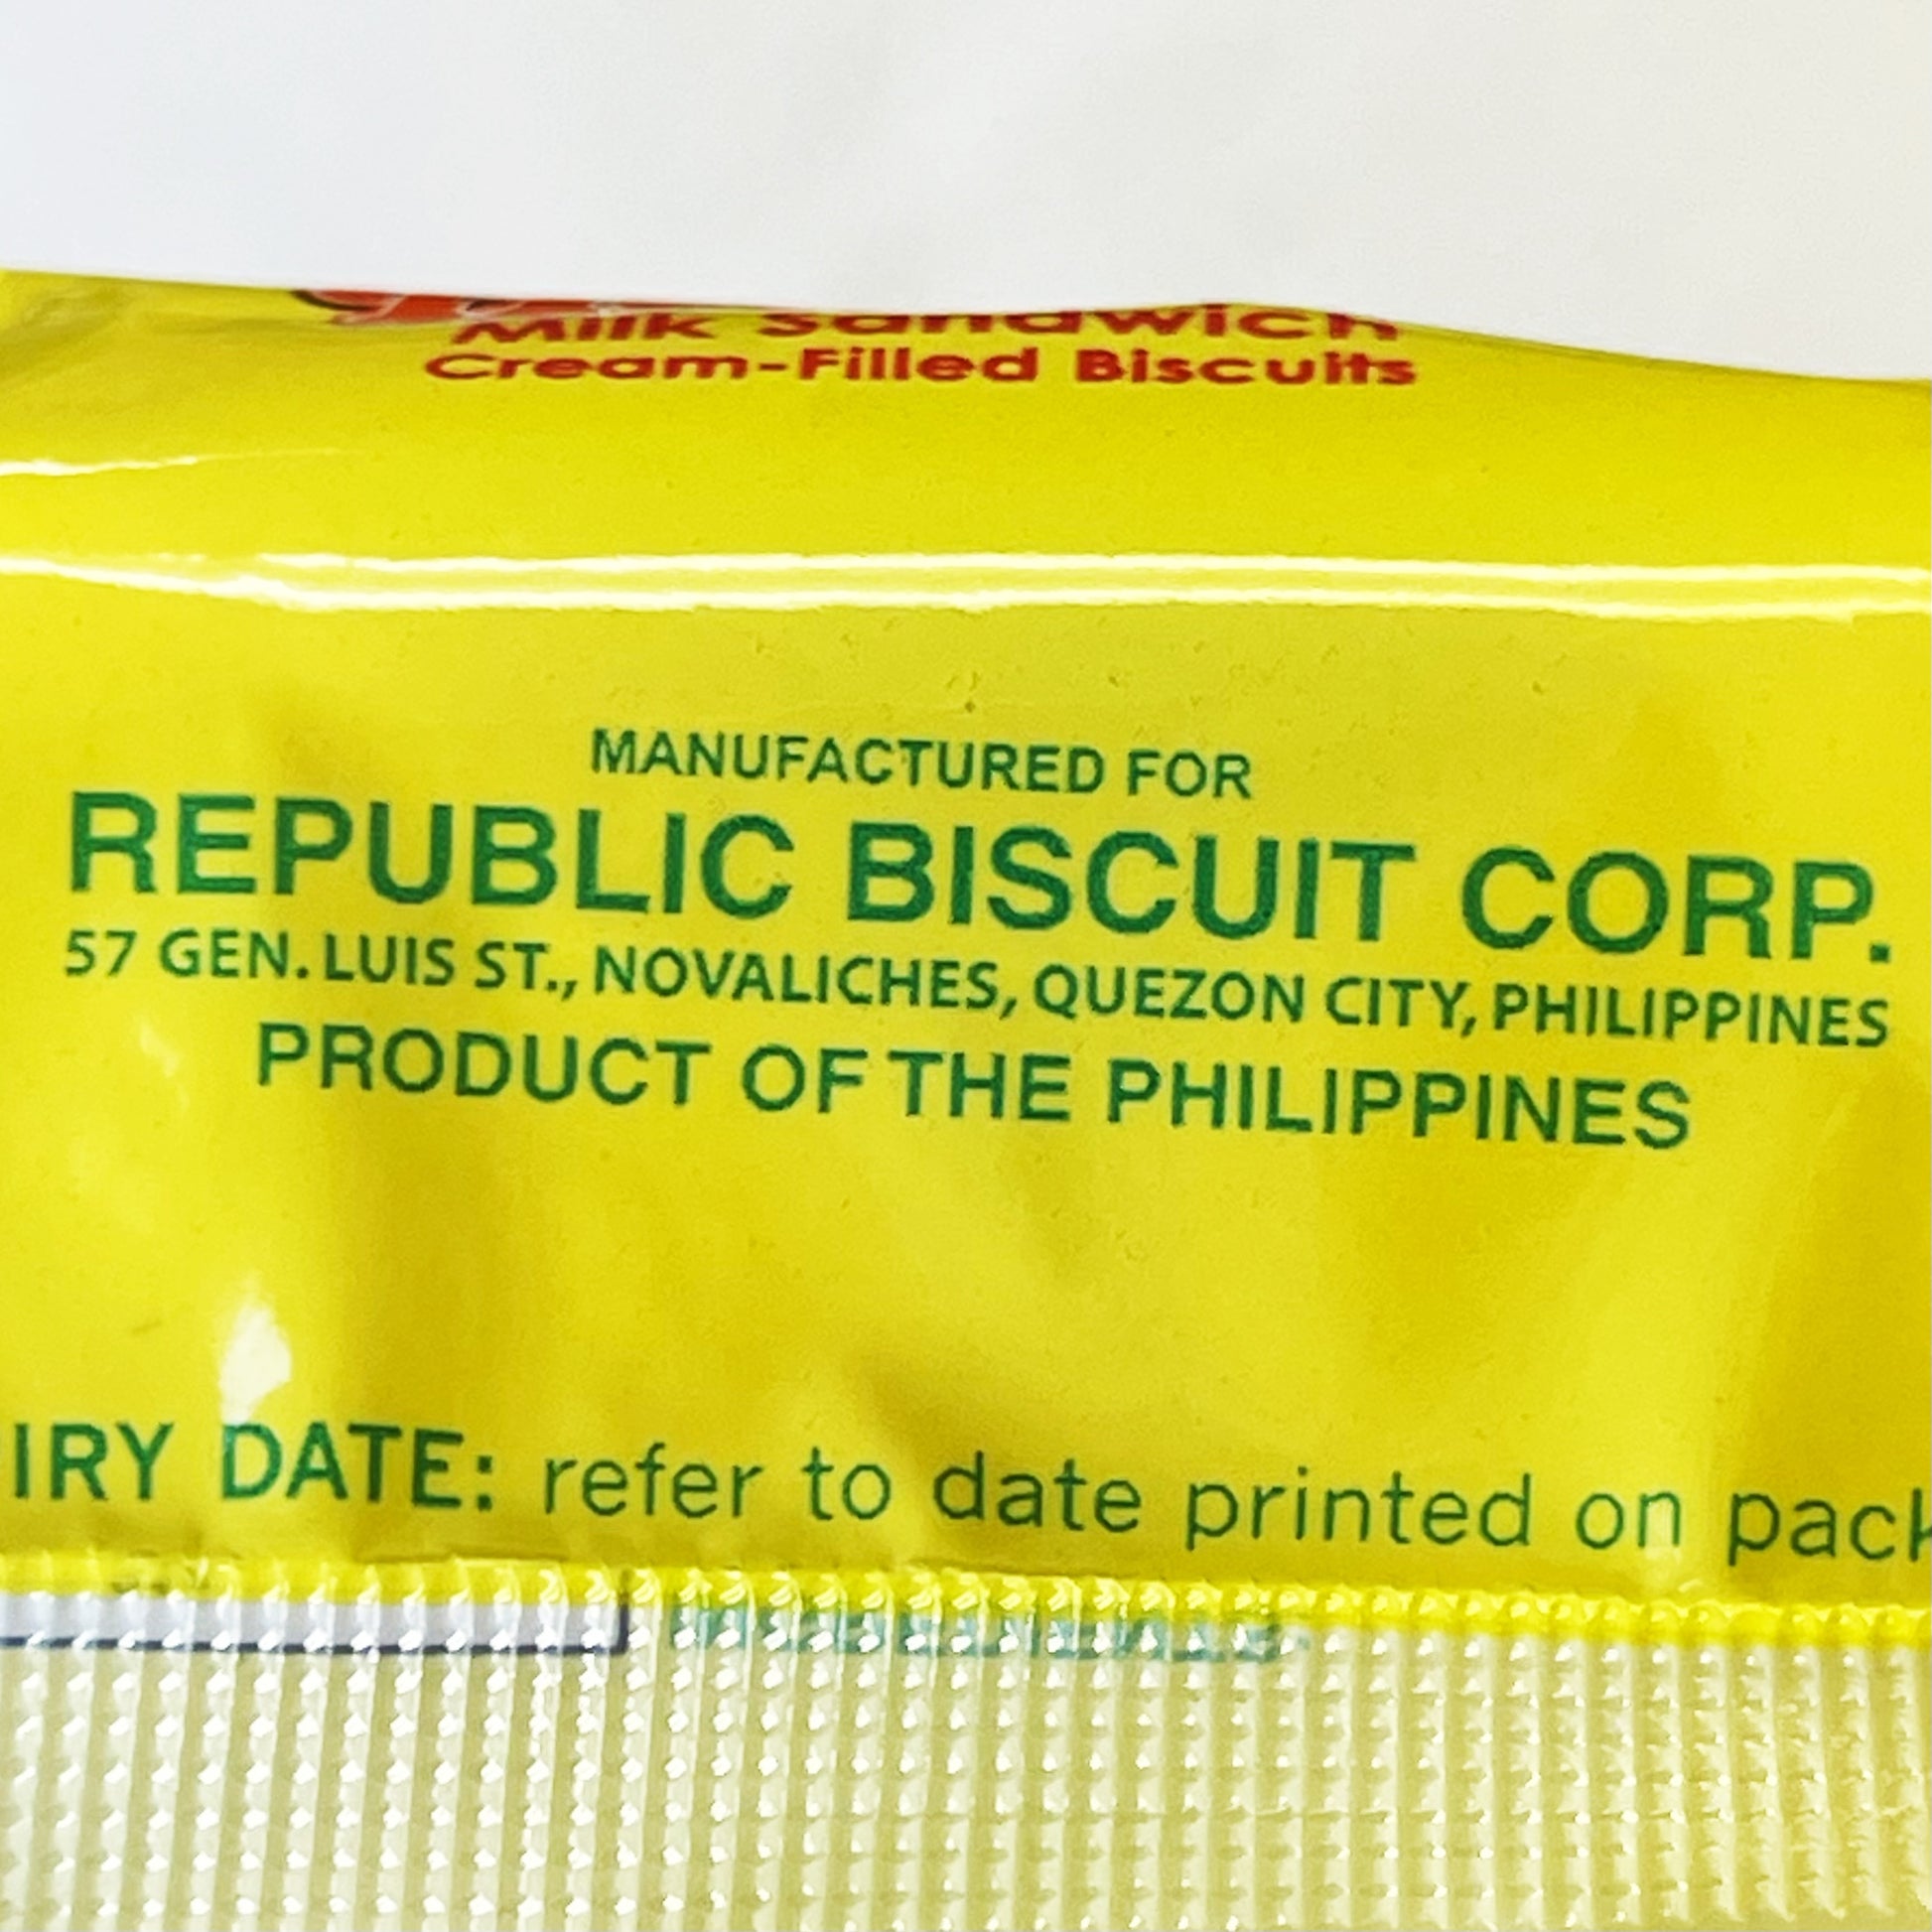 Milk Sandwich
Cream-Filled Biscuits
MANUFACTURED FOR
REPUBLIC BISCUIT CORP.
57 GEN. LUIS ST., NOVALICHES, QUEZON CITY, PHILIPPINES
PRODUCT OF THE PHILIPPINES
IRY DATE: refer to date printed on pack